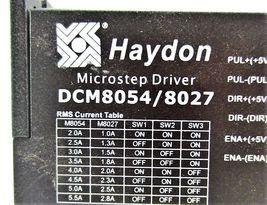 Haydon
Microstep Driver
DCM8054/8027
RMS Current Table
M8054 M8027 SW1 SW2 SW3
2.0A 1.0A ON ON ON
2.5A 1.3A OFF ON ON
3.0A 1.5A ON OFF ON
3.5A 1.8A OFF OFF ON
4.0A 2.0A ON ON OFF
4.5A 2.3A OFF ON OFF
5.0A 2.5A ON OFF OFF
5.5A 2.8A OFF OFF OFF
PUL+(+5V
PUL-(PUL
DIR+(+5V
DIR-(DIR)
ENA+(+5V
ENA-(ENA)